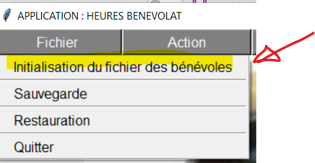 APPLICATION : HEURES BENEVOLAT
Fichier Action
Initialisation du fichier des bénévoles
Sauvegarde
Restauration
Quitter